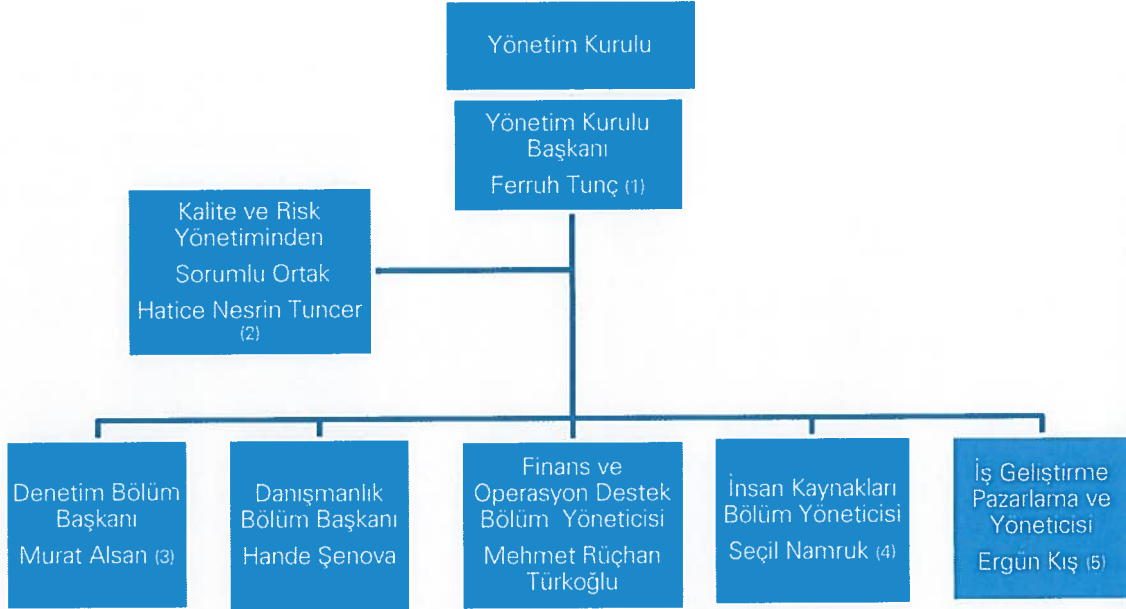 Yönetim Kurulu
Yönetim Kurulu
Başkanı
Ferruh Tunç (1)
Kalite ve Risk
Yönetiminden
Sorumlu Ortak
Hatice Nesrin Tuncer
(2)
Denetim Bölüm
Başkanı
Murat Alsan (3)
Danışmanlık
Bölüm Başkanı
Hande Şenova
Finans ve
Operasyon Destek
Bölüm Yöneticisi
Mehmet Rüçhan
Türkoğlu
İnsan Kaynakları
Bölüm Yöneticisi
Seçil Namruk (4)
İş Geliştirme
Pazarlama ve
Yöneticisi
Ergün Kış (5)